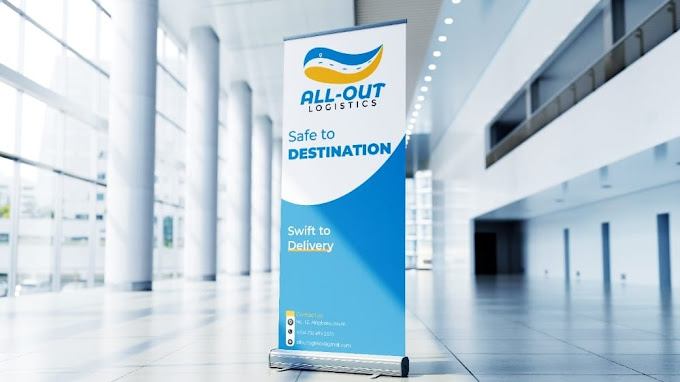 ALL-OUT
LOGISTICS
Safe to
DESTINATION
Swift to
Delivery
Contact us